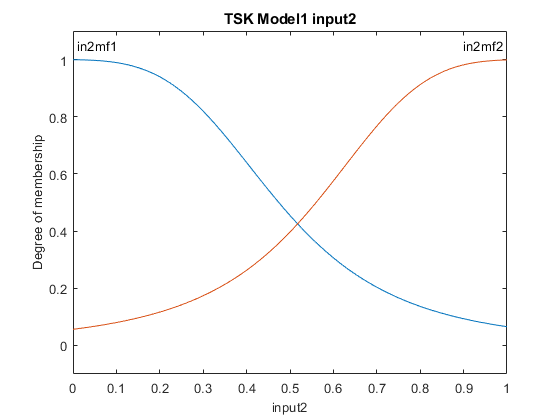 TSK Model1 input2
in2mf1
in2mf2
1
0.8
0.6
0.4
0.2
0
Degree of membership
0 0.1 0.2 0.3 0.4 0.5 0.6 0.7 0.8 0.9 1
input2